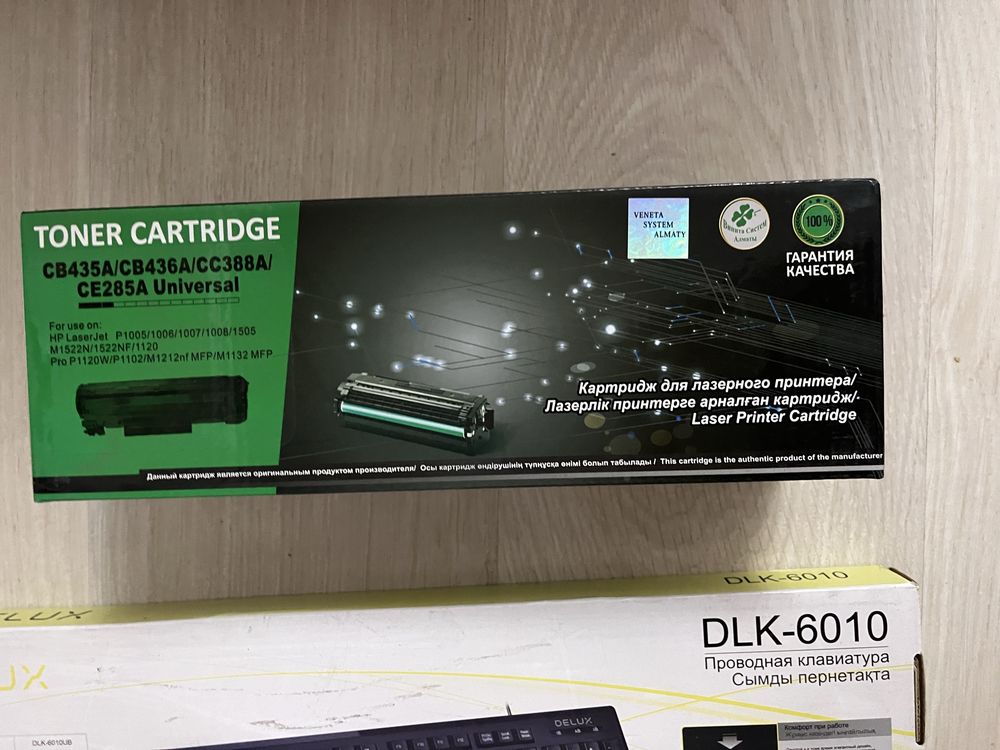 TONER CARTRIDGE
CB435A/CB436A/CC388A/
CE285A Universal
For use on:
HP LaserJet P1005/1006/1007/1008/1505
M1522N/1522NF/1120
Pro P1120W/P1102/M1212nf MFP/M1132 MFP
VENETA
SYSTEM
ALMATY
Винита Систем
Алматы
100%
ГАРАНТИЯ
КАЧЕСТВА
Картридж для лазерного принтера/
Лазерлік принтерге арналған картридж/
Laser Printer Cartridge
Данный картридж является оригинальным продуктом производителя/ Осы картридж өндірушінің түпнұсқа өнімі болып табылады / This cartridge is the authentic product of the manufacturer
DLK-6010
DLK-6010
Проводная клавиатура
Сымды пернетақта
DELUX
DLK-6010UB
Комфорт при работе